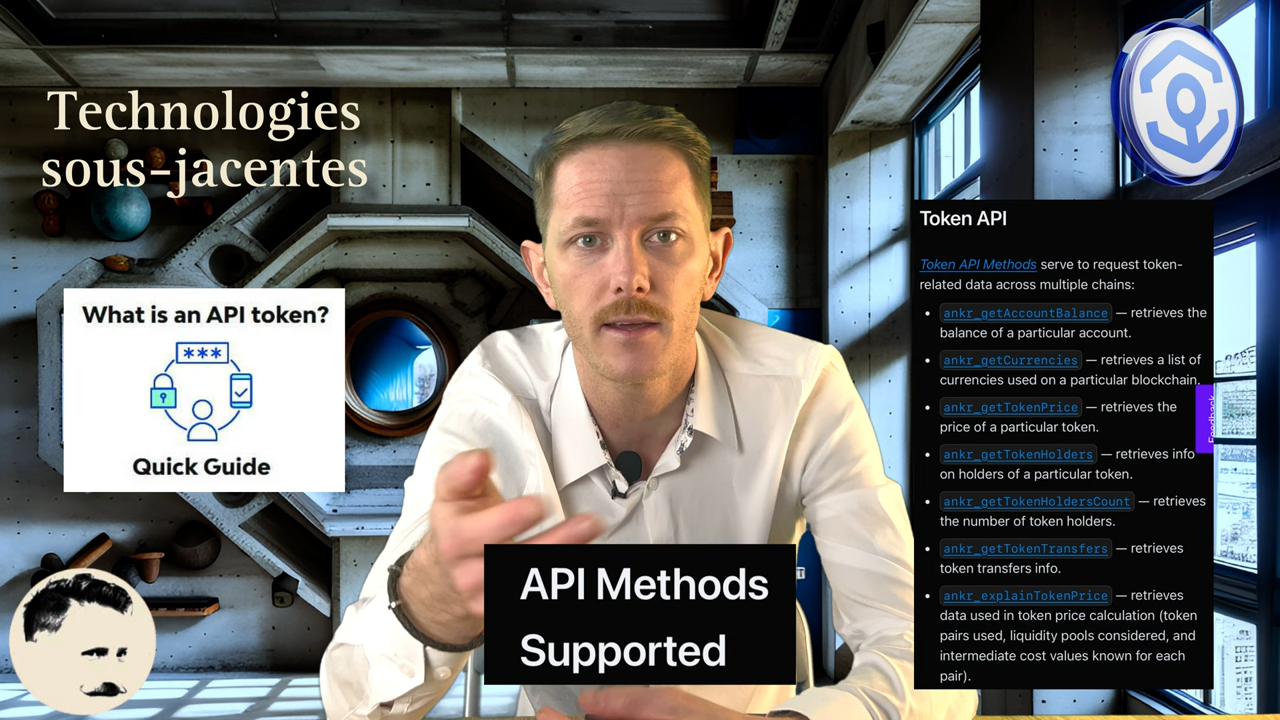 Technologies
sous-jacentes
What is an API token?
***
Quick Guide
API Methods
Supported
Token API
Token API Methods serve to request token-
related data across multiple chains:
• ankr_getAccountBalance — retrieves the
balance of a particular account.
• ankr_getCurrencies — retrieves a list of
currencies used on a particular blockchain.
• ankr_getTokenPrice — retrieves the
price of a particular token.
• ankr_getTokenHolders — retrieves info
on holders of a particular token.
• ankr_getTokenHoldersCount — retrieves
the number of token holders.
• ankr_getTokenTransfers — retrieves
token transfers info.
• ankr_explainTokenPrice — retrieves
data used in token price calculation (token
pairs used, liquidity pools considered, and
intermediate cost values known for each
pair).
Feedback